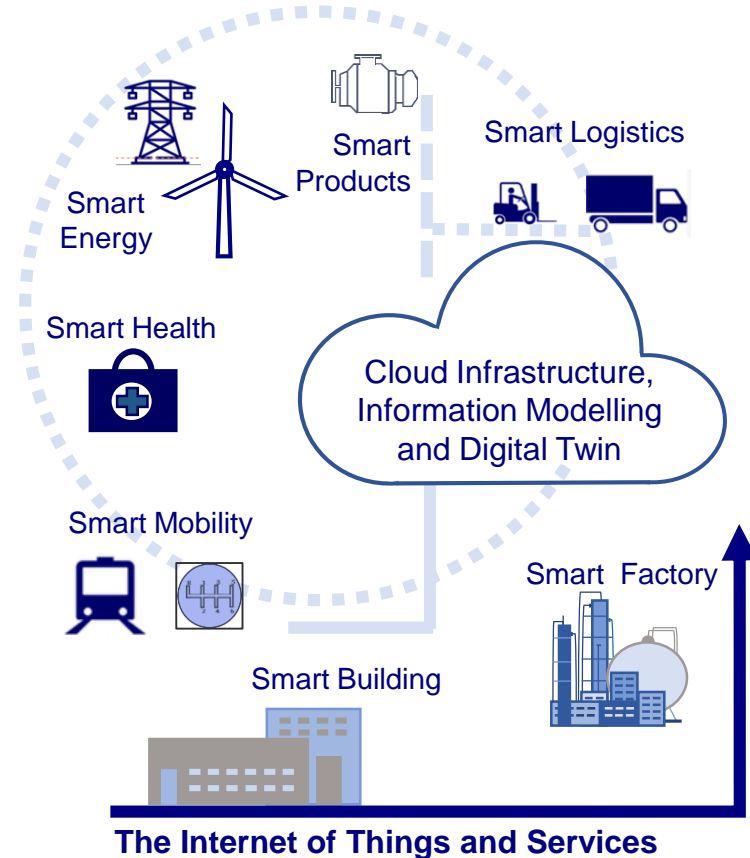 Smart
Products
Smart Logistics
Smart
Energy
Smart Health
Cloud Infrastructure,
Information Modelling
and Digital Twin
Smart Mobility
Smart Factory
Smart Building
The Internet of Things and Services